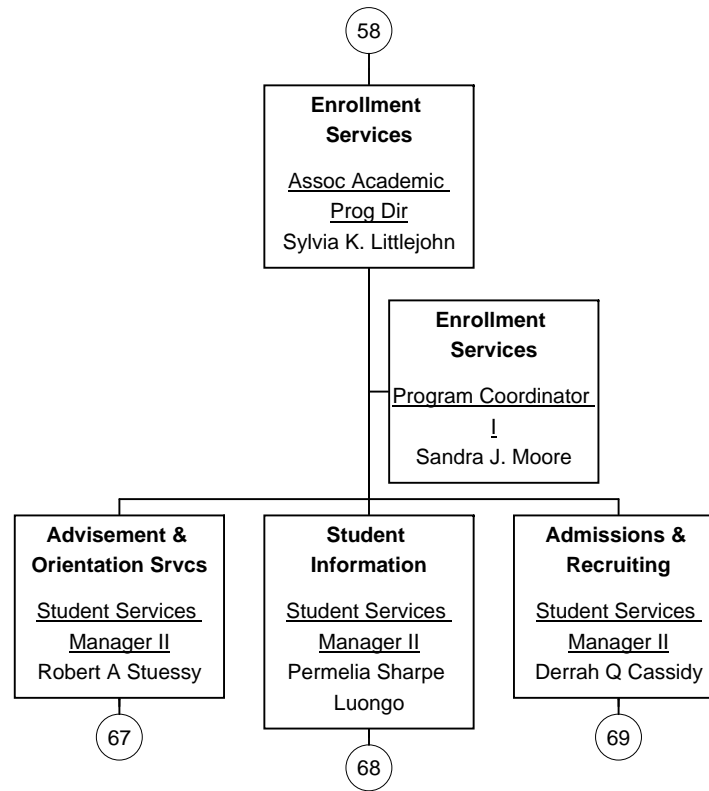 58
Enrollment
Services
Assoc Academic
Prog Dir
Sylvia K. Littlejohn
Enrollment
Services
Program Coordinator
I
Sandra J. Moore
Advisement &
Orientation Srvcs
Student Services
Manager II
Robert A Stuessy
67
Student
Information
Student Services
Manager II
Permelia Sharpe
Luongo
68
Admissions &
Recruiting
Student Services
Manager II
Derrah Q Cassidy
69